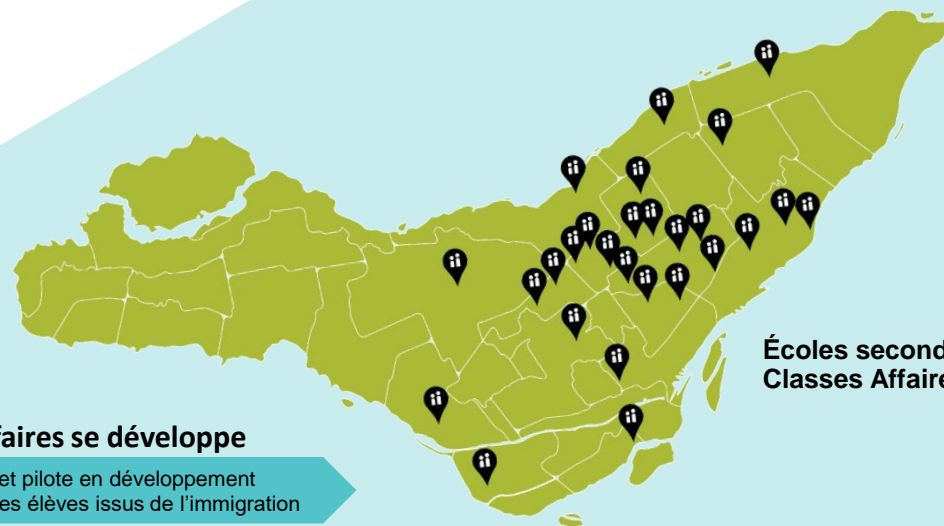 Écoles second
Classes Affaire
faires se développe
et pilote en développement
es élèves issus de l'immigration